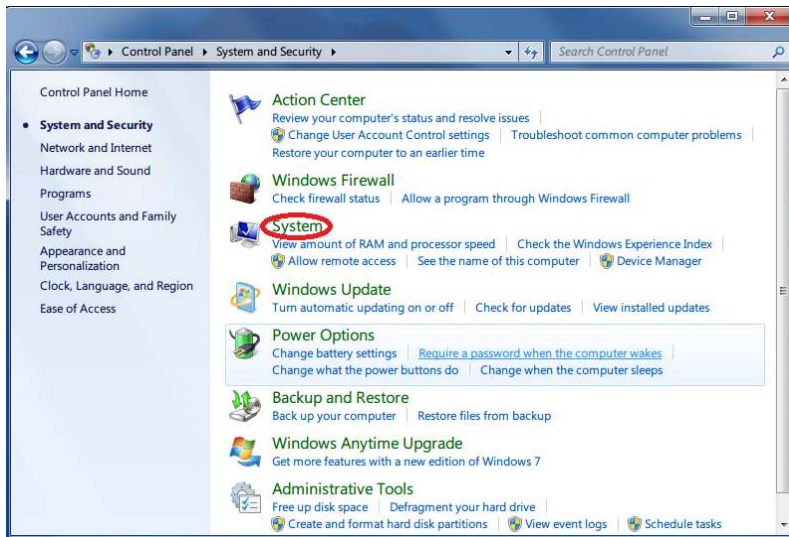 Control Panel ▸ System and Security ▸
Search Control Panel
Control Panel Home
System and Security
Network and Internet
Hardware and Sound
Programs
User Accounts and Family
Safety
Appearance and
Personalization
Clock, Language, and Region
Ease of Access
Action Center
Review your computer's status and resolve issues
Change User Account Control settings
Troubleshoot common computer problems
Restore your computer to an earlier time
Windows Firewall
Check firewall status
Allow a program through Windows Firewall
System
View amount of RAM and processor speed
Check the Windows Experience Index
Allow remote access
See the name of this computer
Device Manager
Windows Update
Turn automatic updating on or off
Check for updates
View installed updates
Power Options
Change battery settings
Require a password when the computer wakes
Change what the power buttons do
Change when the computer sleeps
Backup and Restore
Back up your computer
Restore files from backup
Windows Anytime Upgrade
Get more features with a new edition of Windows 7
Administrative Tools
Free up disk space
Defragment your hard drive
Create and format hard disk partitions
View event logs
Schedule tasks